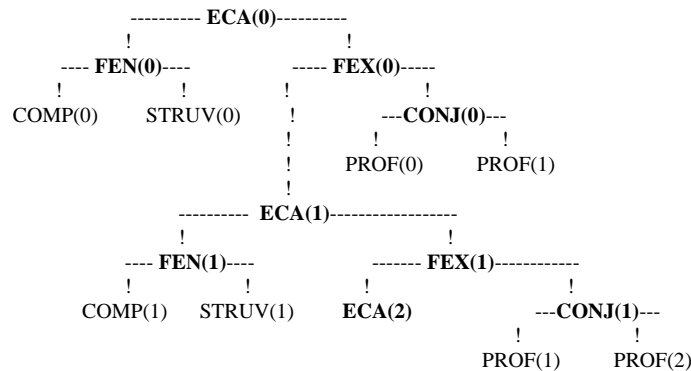 ---------- ECA(0)----------
! !
---- FEN(0)---- ----- FEX(0)-----
! ! ! !
COMP(0) STRUV(0) ! ---CONJ(0)---
! ! !
! PROF(0) PROF(1)
!
---------- ECA(1)------------------
! !
---- FEN(1)---- ------- FEX(1)------------
! ! ! !
COMP(1) STRUV(1) ECA(2) ---CONJ(1)---
! !
PROF(1) PROF(2)